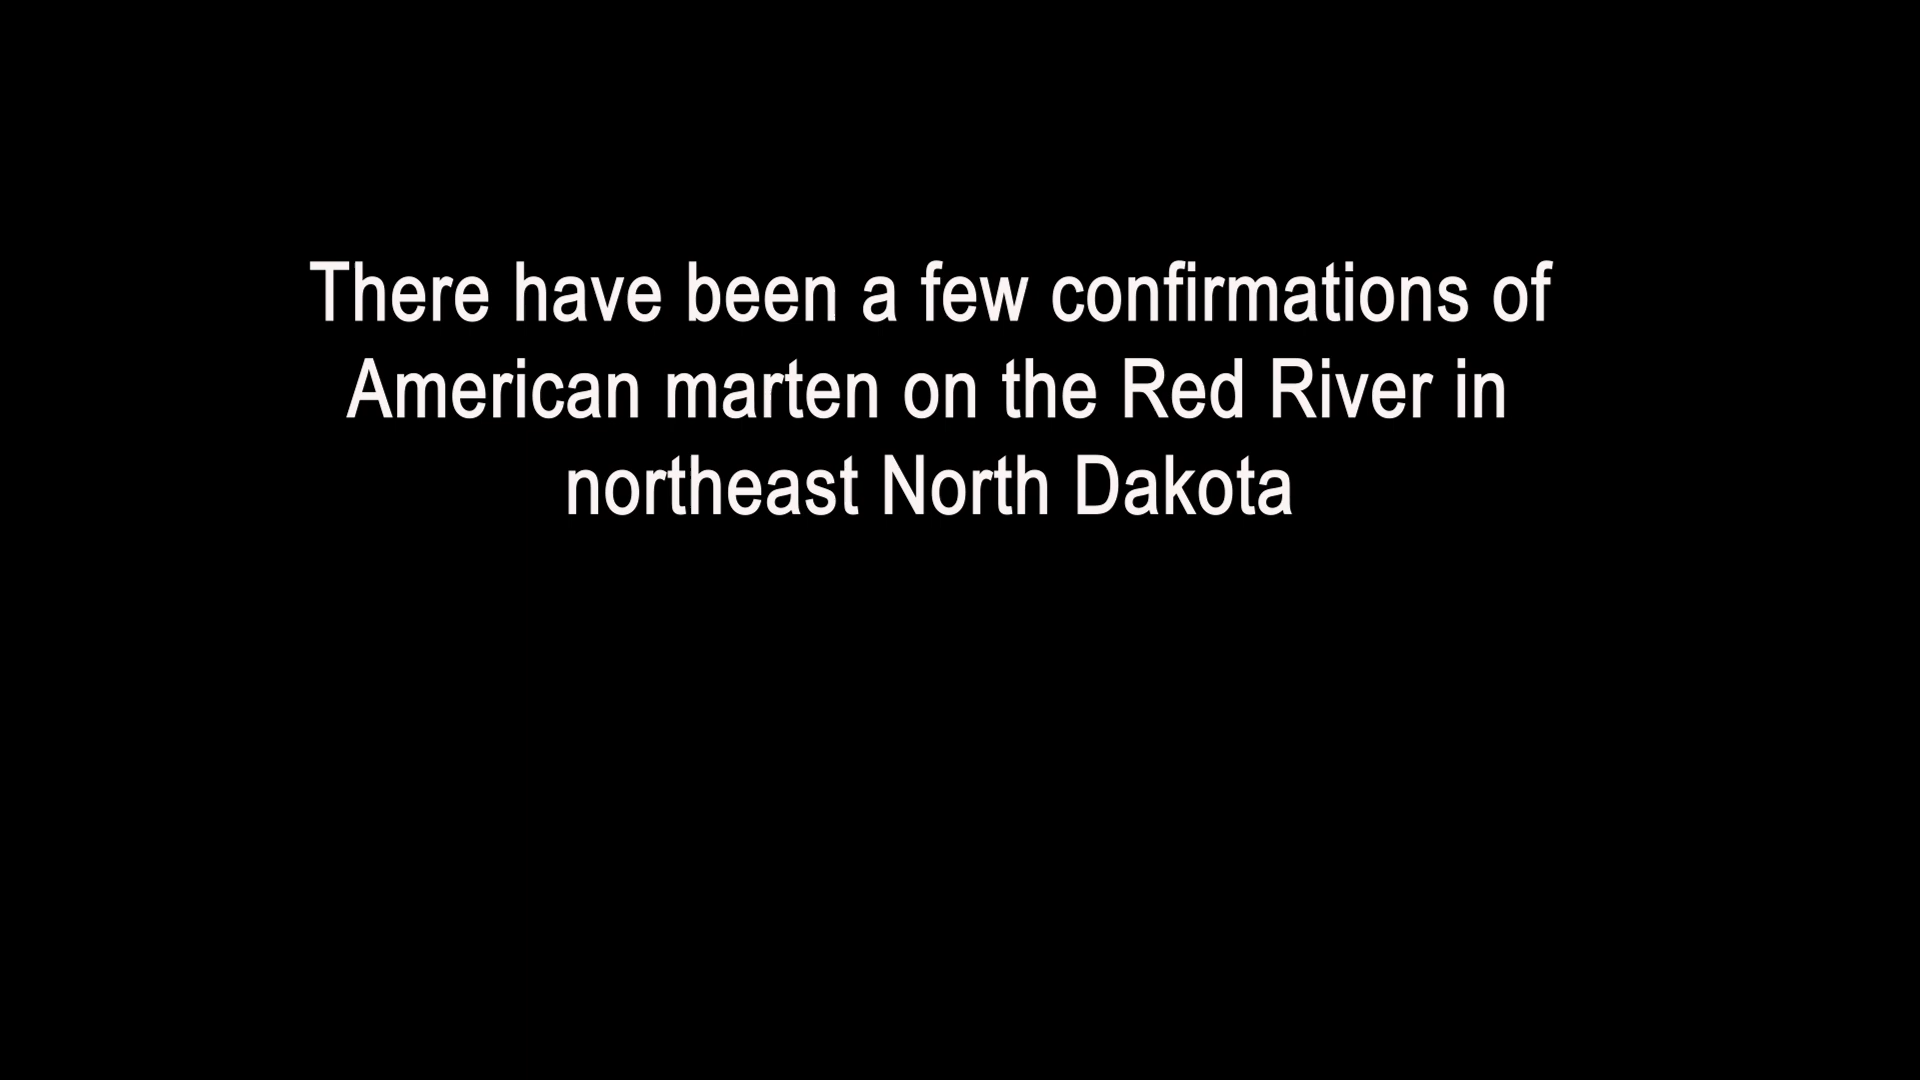 There have been a few confirmations of
American marten on the Red River in
northeast North Dakota